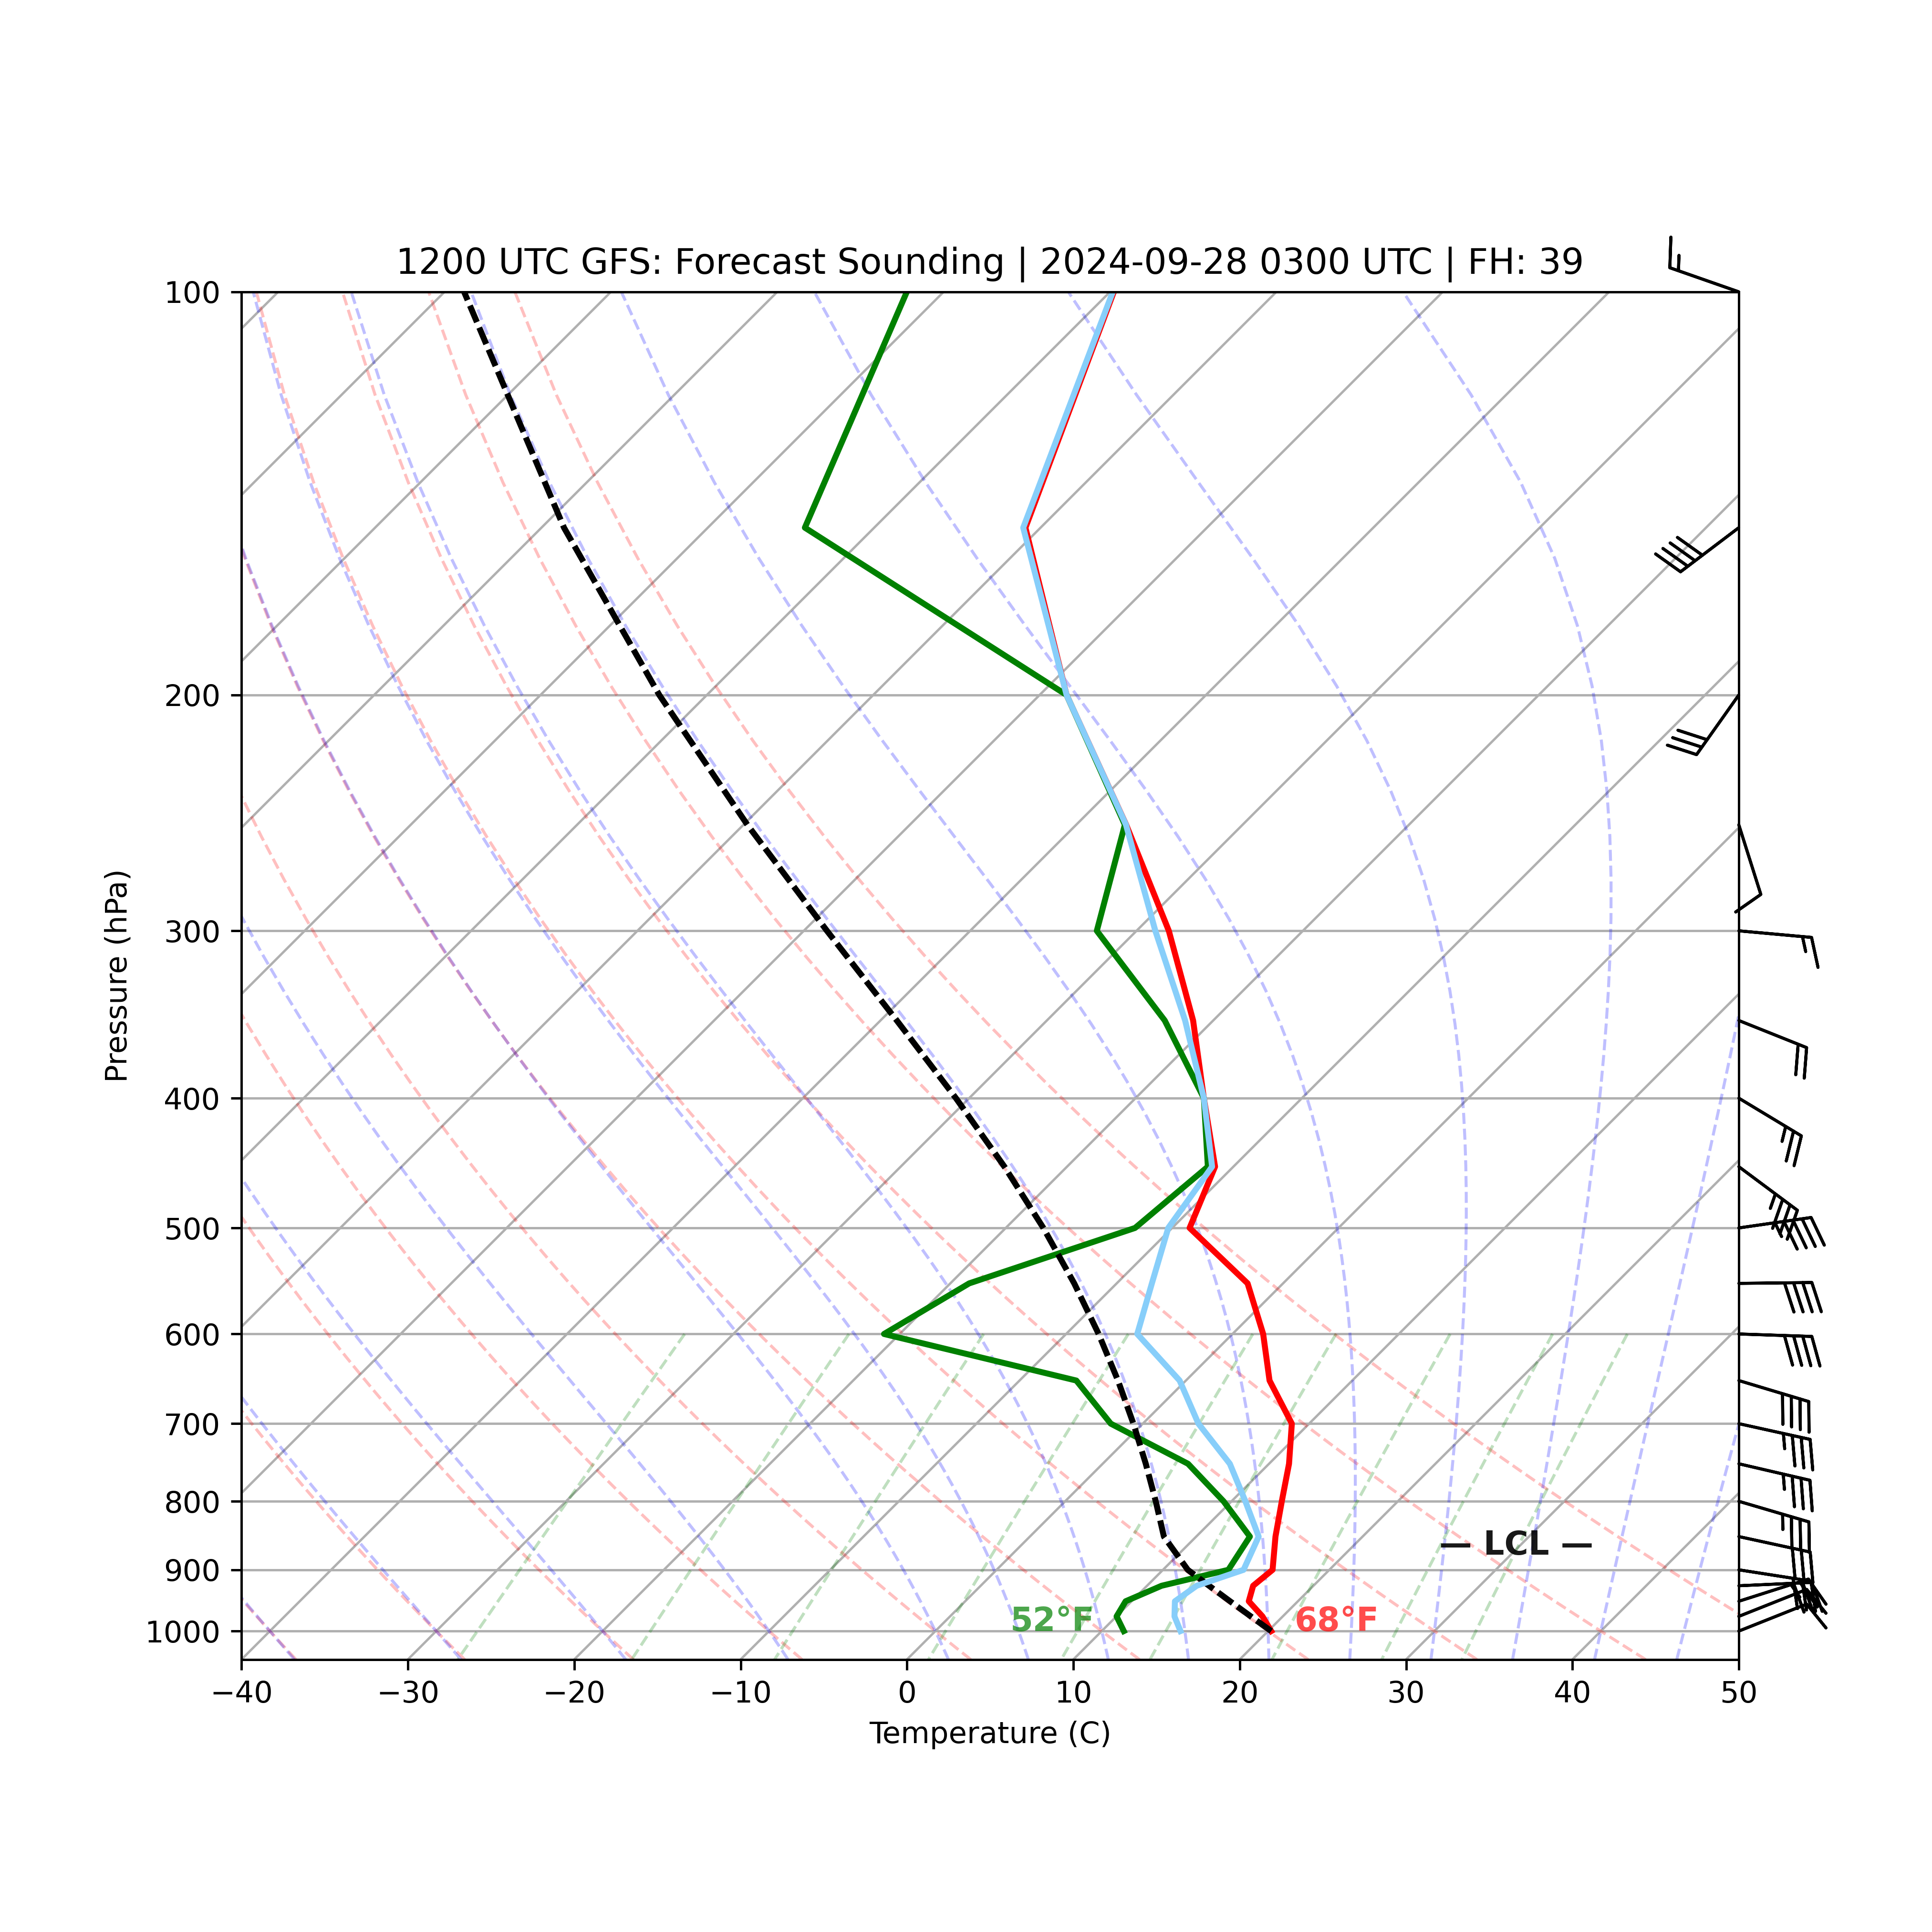 1200 UTC GFS: Forecast Sounding | 2024-09-28 0300 UTC | FH: 39
100
200
300
400
500
600
700
800
900
1000
Pressure (hPa)
— LCL —
52°F
68°F
−40 −30 −20 −10 0 10 20 30 40 50
Temperature (C)